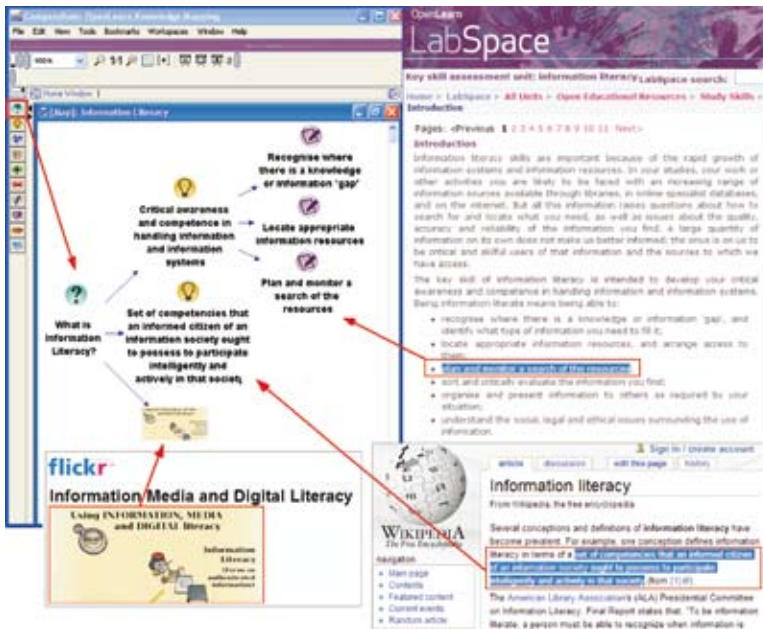 Compendium: OpenLearn Knowledge Mapping
File Edit View Tools Bookmarks Workspaces Window Help
100%
Home Window
[Map]: Information Literacy
Recognise where
there is a knowledge
or information 'gap'
Critical awareness
and competence in
handling information
and information
systems
Locate appropriate
information resources
Plan and monitor a
search of the
resources
What is
Information
Literacy?
Set of competencies that
an informed citizen of an
information society ought
to possess to participate
intelligently and
actively in that society
flickr
Information Media and Digital Literacy
Using INFORMATION, MEDIA
and DIGITAL literacy
Information
Literacy
(focus on
authenticated
information)
OpenLearn
LabSpace
Key skill assessment unit: Information literacy LabSpace search:
Home > LabSpace > All Units > Open Educational Resources > Study Skills >
Introduction
Pages: <Previous 1 2 3 4 5 6 7 8 9 10 11 Next>
Introduction
Information literacy skills are important because of the rapid growth of
information systems and information resources. In your studies, your work or
other activities you are likely to be faced with an increasing range of
information sources available through libraries, in online specialist databases,
and on the internet. But all this information raises questions about how to
search for and locate what you need, as well as issues about the quality,
accuracy and reliability of the information you find. A large quantity of
information on its own does not make us better informed: the onus is on us to
be critical and skilful users of that information and the sources to which we
have access.
The key skill of information literacy is intended to develop your critical
awareness and competence in handling information and information systems.
Being information literate means being able to:
• recognise where there is a knowledge or information 'gap', and
identify what type of information you need to fill it;
• locate appropriate information resources, and arrange access to
them;
• plan and monitor a search of the resources
• sort and critically evaluate the information you find;
• organise and present information to others as required by your
situation;
• understand the social, legal and ethical issues surrounding the use of
information.
Sign in / create account
article discussion edit this page history
WIKIPEDIA
The Free Encyclopedia
navigation
Main page
Contents
Featured content
Current events
Random article
Information literacy
From Wikipedia, the free encyclopedia
Several conceptions and definitions of information literacy have
become prevalent. For example, one conception defines information
literacy in terms of a set of competencies that an informed citizen
of an information society ought to possess to participate
intelligently and actively in that society (from [1]).
The American Library Association's (ALA) Presidential Committee
on Information Literacy, Final Report states that, "To be information
literate, a person must be able to recognize when information is